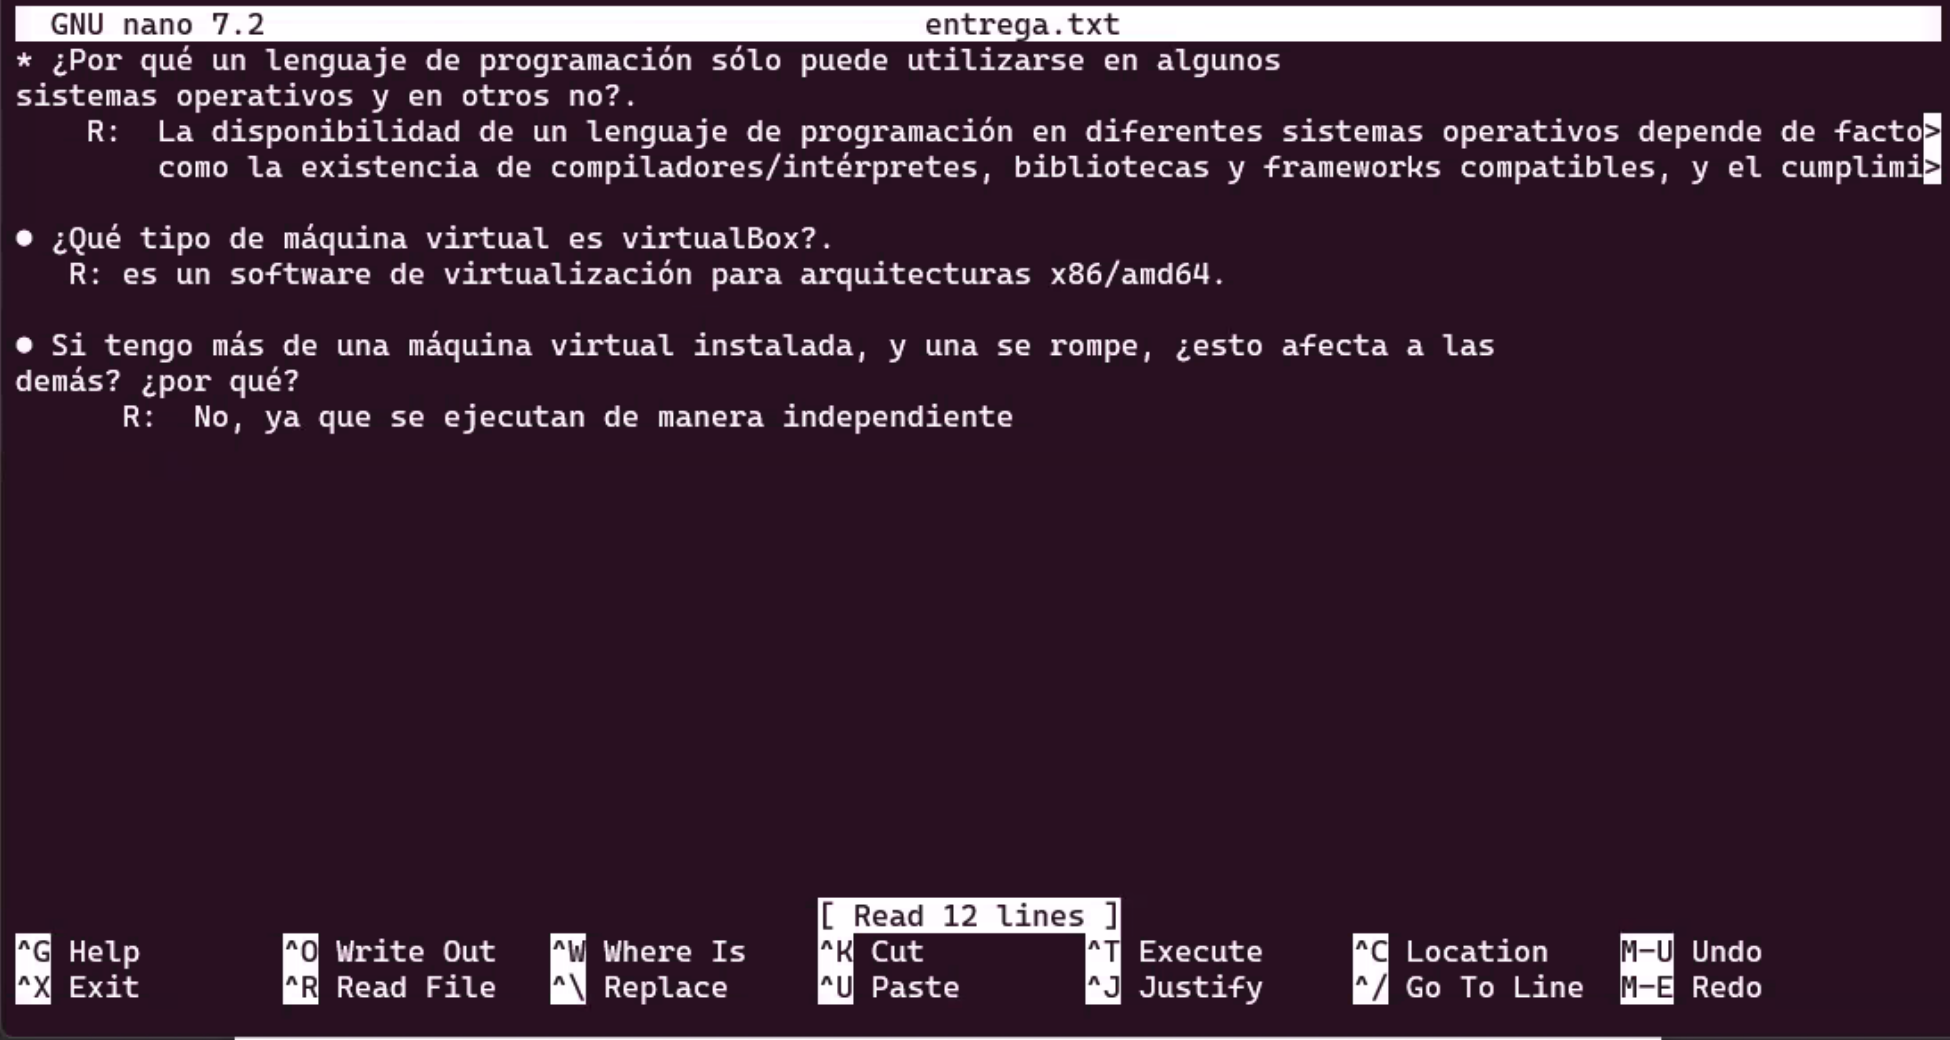 GNU nano 7.2 entrega.txt
* ¿Por qué un lenguaje de programación sólo puede utilizarse en algunos
sistemas operativos y en otros no?.
R: La disponibilidad de un lenguaje de programación en diferentes sistemas operativos depende de facto>
como la existencia de compiladores/intérpretes, bibliotecas y frameworks compatibles, y el cumplimi>
● ¿Qué tipo de máquina virtual es virtualBox?.
R: es un software de virtualización para arquitecturas x86/amd64.
● Si tengo más de una máquina virtual instalada, y una se rompe, ¿esto afecta a las
demás? ¿por qué?
R: No, ya que se ejecutan de manera independiente
[ Read 12 lines ]
^G Help ^O Write Out ^W Where Is ^K Cut ^T Execute ^C Location M-U Undo
^X Exit ^R Read File ^\ Replace ^U Paste ^J Justify ^/ Go To Line M-E Redo